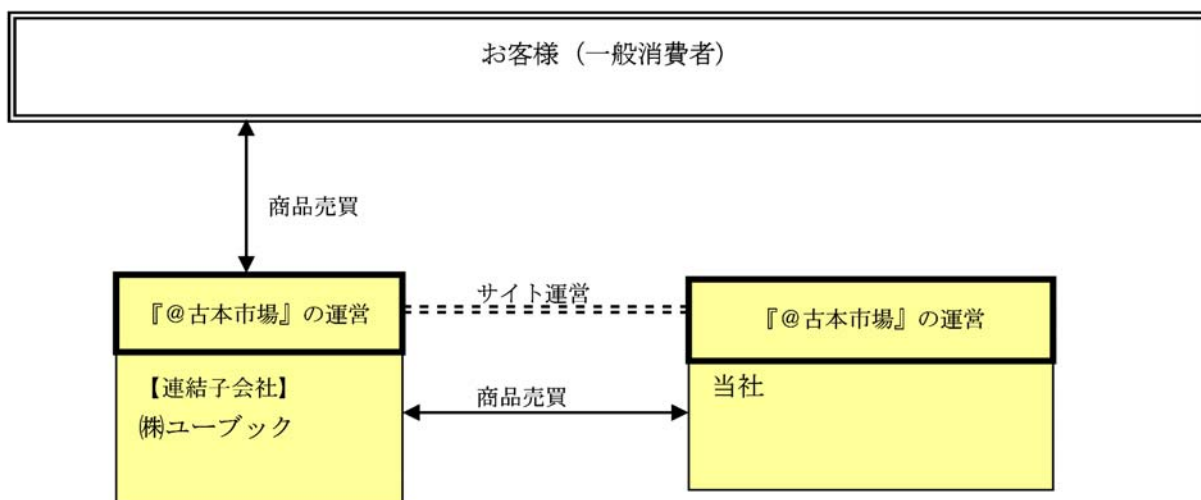 お客様（一般消費者）
商品売買
『＠古本市場』の運営
サイト運営
『＠古本市場』の運営
【連結子会社】
㈱ユーブック
商品売買
当社